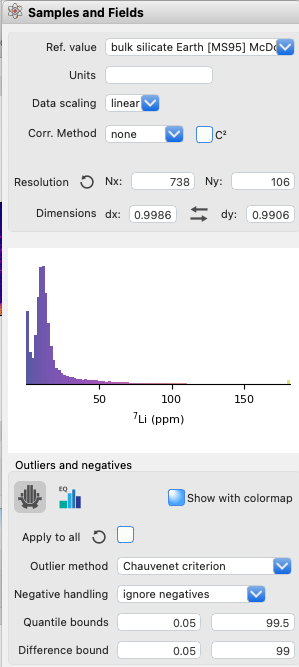 Samples and Fields
Ref. value bulk silicate Earth [MS95] McDo
Units
Data scaling linear
Corr. Method none C²
Resolution Nx: 738 Ny: 106
Dimensions dx: 0.9986 dy: 0.9906
50 100 150
⁷Li (ppm)
Outliers and negatives
EQ
Show with colormap
Apply to all
Outlier method Chauvenet criterion
Negative handling ignore negatives
Quantile bounds 0.05 99.5
Difference bound 0.05 99